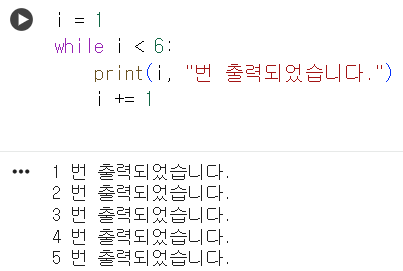 i = 1
while i < 6:
    print(i, "번 출력되었습니다.")
    i += 1
1 번 출력되었습니다.
2 번 출력되었습니다.
3 번 출력되었습니다.
4 번 출력되었습니다.
5 번 출력되었습니다.